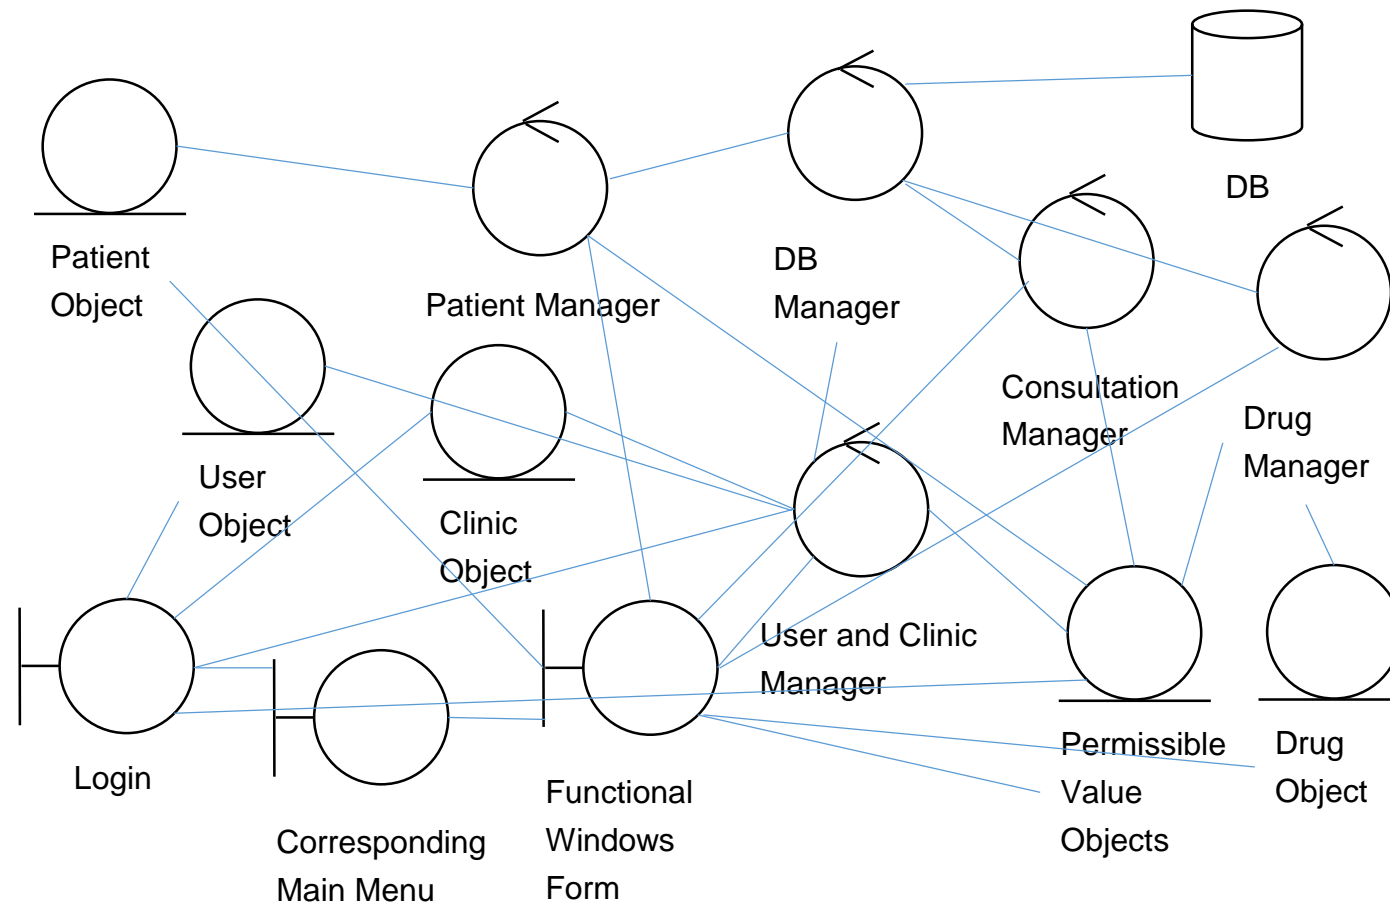 DB
Patient
Object
DB
Manager
Patient Manager
Consultation
Manager
Drug
Manager
User
Object
Clinic
Object
User and Clinic
Manager
Login
Permissible
Value
Objects
Drug
Object
Functional
Windows
Form
Corresponding
Main Menu